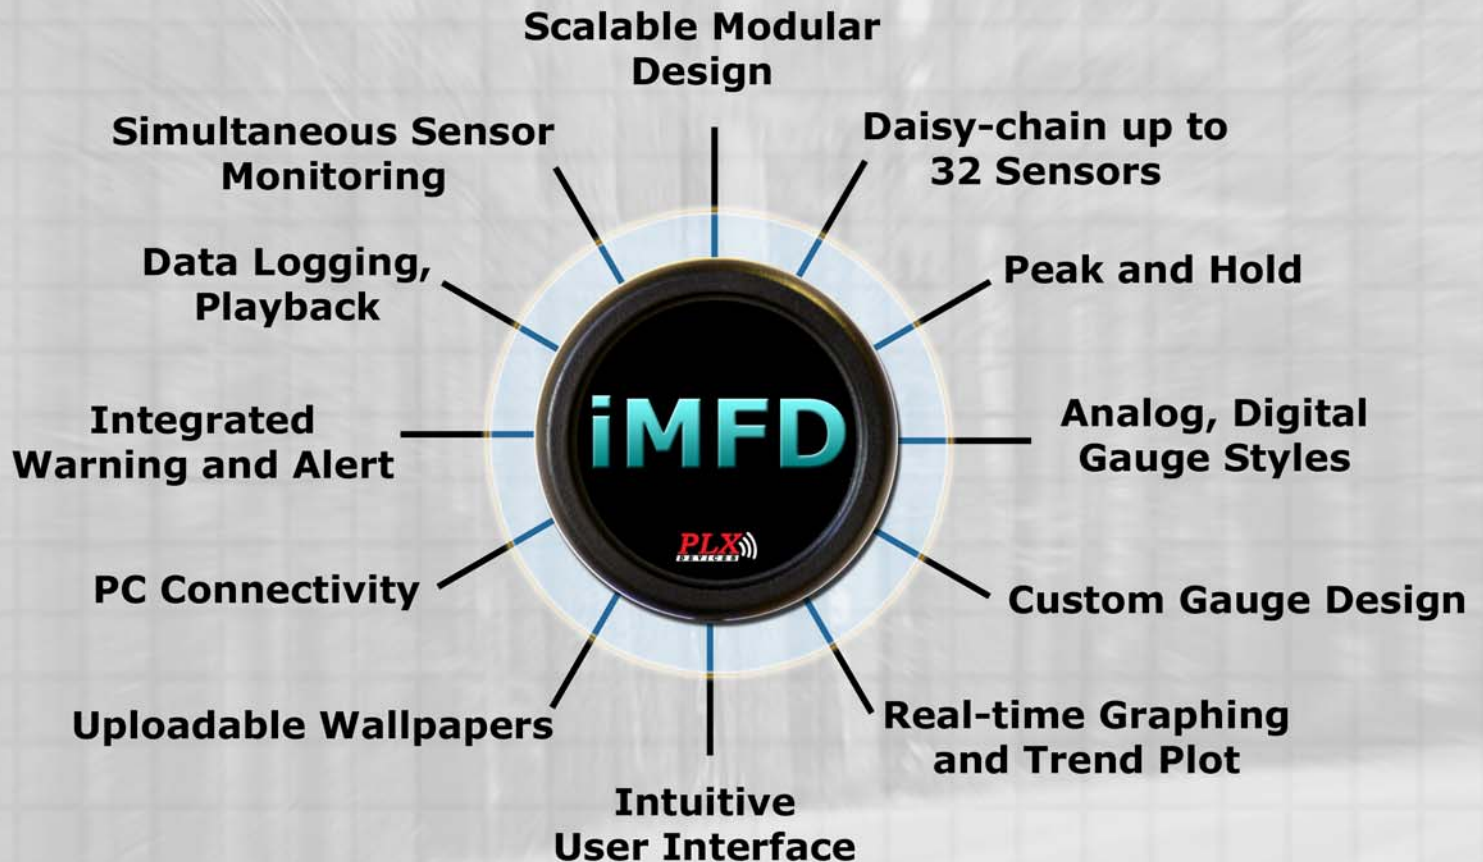 Scalable Modular
Design
Daisy-chain up to
32 Sensors
Peak and Hold
Analog, Digital
Gauge Styles
Custom Gauge Design
Real-time Graphing
and Trend Plot
Intuitive
User Interface
Uploadable Wallpapers
PC Connectivity
Integrated
Warning and Alert
Data Logging,
Playback
Simultaneous Sensor
Monitoring
iMFD
PLX
DEVICES